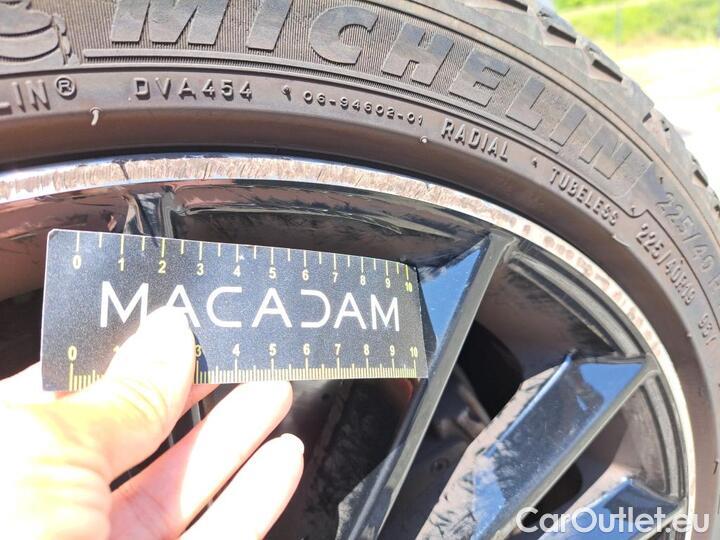 MICHELIN
LIN® DVA454 06-94602-01 RADIAL TUBELESS 225/40R19
225/40
0 1 2 3 4 5 6 7 8 9 10
MACADAM
0 1 3 4 5 6 7 8 9 10
CarOutlet.eu